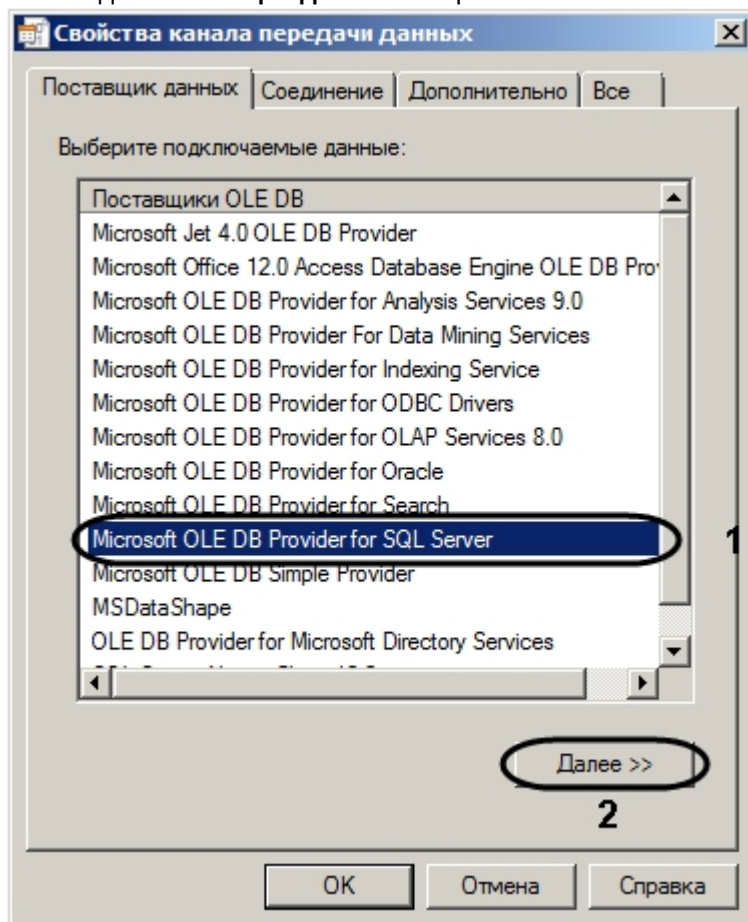 Свойства канала передачи данных
Поставщик данных Соединение Дополнительно Все
Выберите подключаемые данные:
Поставщики OLE DB
Microsoft Jet 4.0 OLE DB Provider
Microsoft Office 12.0 Access Database Engine OLE DB
Microsoft OLE DB Provider for Analysis Services 9.0
Microsoft OLE DB Provider For Data Mining Services
Microsoft OLE DB Provider for Indexing Service
Microsoft OLE DB Provider for ODBC Drivers
Microsoft OLE DB Provider for OLAP Services 8.0
Microsoft OLE DB Provider for Oracle
Microsoft OLE DB Provider for Search
Microsoft OLE DB Provider for SQL Server
1
Microsoft OLE DB Simple Provider
MSDataShape
OLE DB Provider for Microsoft Directory Services
Далее >>
2
OK Отмена Справка